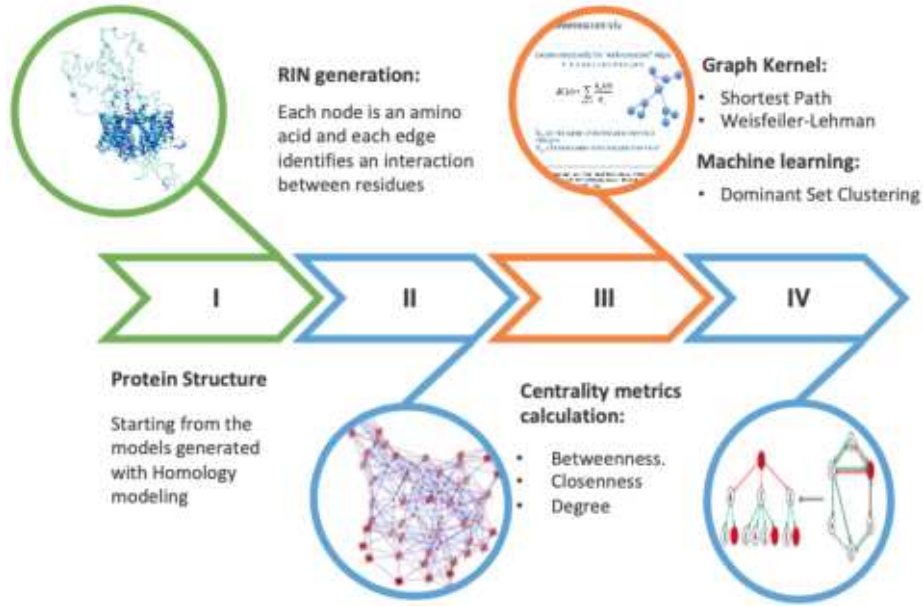 RIN generation:
Each node is an amino
acid and each edge
identifies an interaction
between residues
Graph Kernel:
• Shortest Path
• Weisfeiler-Lehman
Machine learning:
• Dominant Set Clustering
I
II
III
IV
Protein Structure
Starting from the
models generated
with Homology
modeling
Centrality metrics
calculation:
• Betweenness.
• Closenness
• Degree